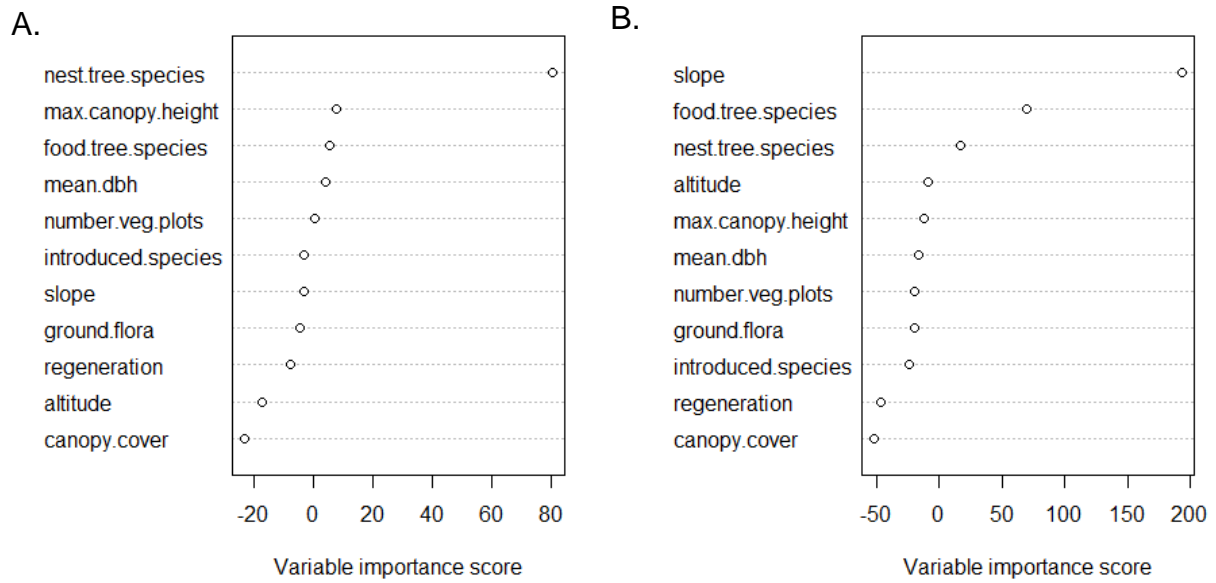 A.
nest.tree.species
max.canopy.height
food.tree.species
mean.dbh
number.veg.plots
introduced.species
slope
ground.flora
regeneration
altitude
canopy.cover
-20 0 20 40 60 80
Variable importance score
B.
slope
food.tree.species
nest.tree.species
altitude
max.canopy.height
mean.dbh
number.veg.plots
ground.flora
introduced.species
regeneration
canopy.cover
-50 0 50 100 150 200
Variable importance score